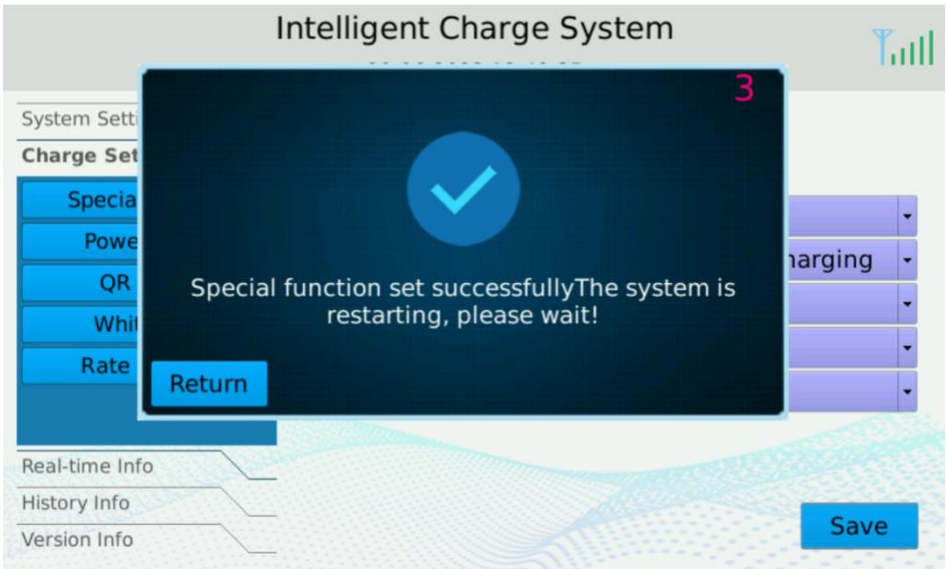 Intelligent Charge System
3
System Setti
Charge Set
Specia
Powe
QR
Whit
Rate
harging
Special function set successfullyThe system is
restarting, please wait!
Return
Real-time Info
History Info
Version Info
Save